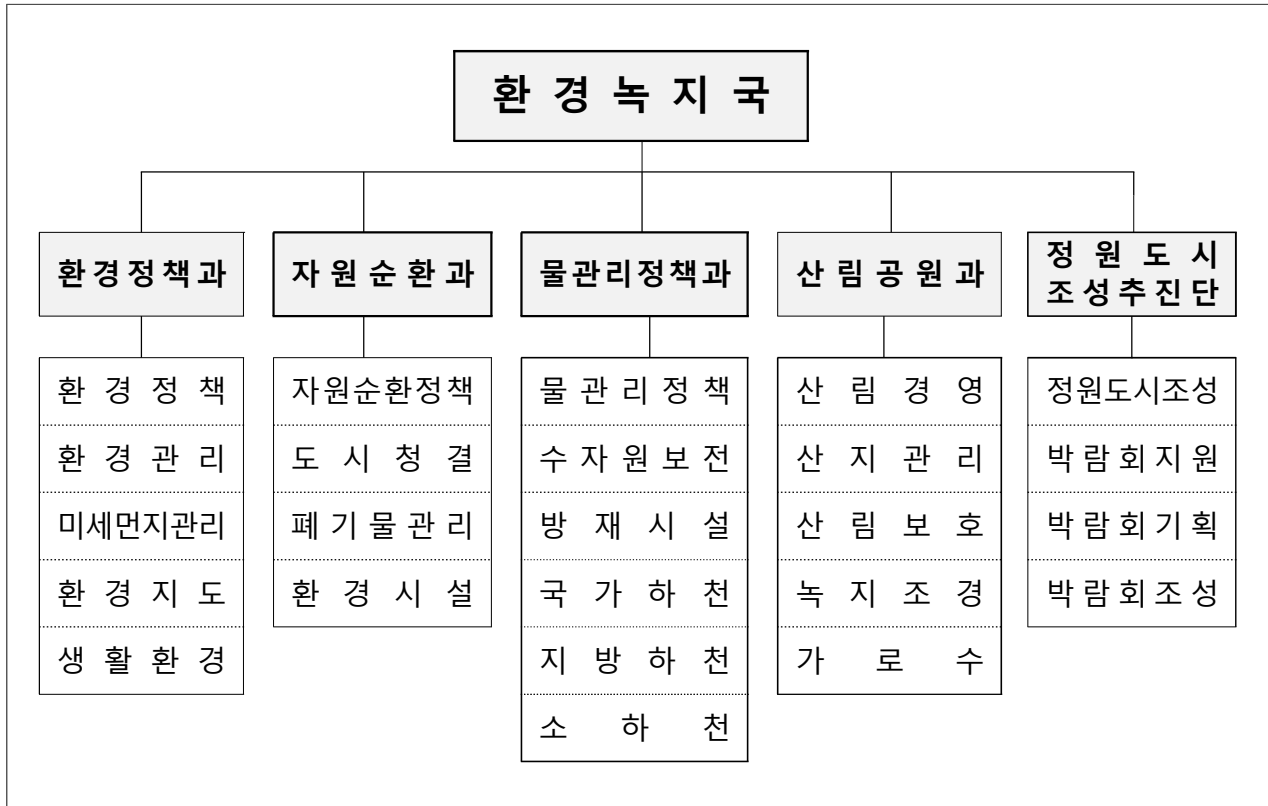 환경녹지국
환경정책과
환경정책
환경관리
미세먼지관리
환경지도
생활환경
자원순환과
자원순환정책
도시청결
폐기물관리
환경시설
물관리정책과
물관리정책
수자원보전
방재시설
국가하천
지방하천
소하천
산림공원과
산림경영
산지관리
산림보호
녹지조경
가로수
정원도시
조성추진단
정원도시조성
박람회지원
박람회기획
박람회조성